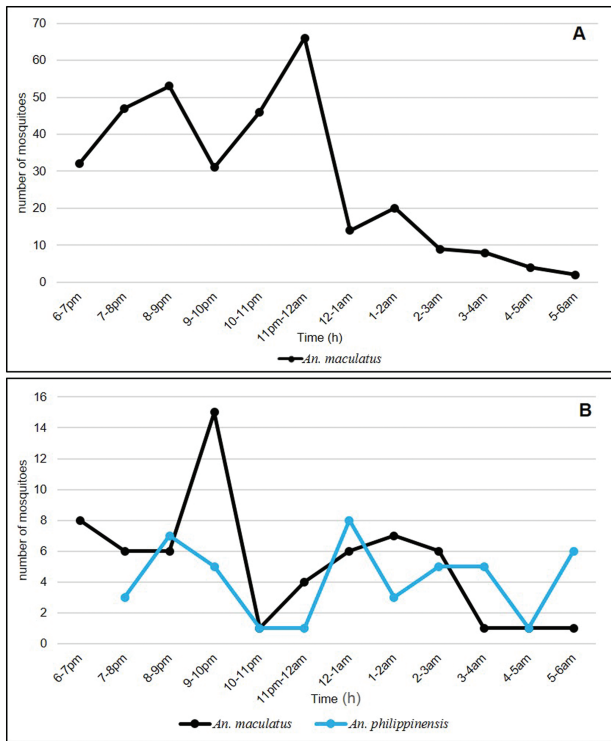 A
number of mosquitoes
70
60
50
40
30
20
10
0
6-7pm
7-8pm
8-9pm
9-10pm
10-11pm
11pm-12am
12-1am
1-2am
2-3am
3-4am
4-5am
5-6am
Time (h)
An. maculatus
B
number of mosquitoes
16
14
12
10
8
6
4
2
0
6-7pm
7-8pm
8-9pm
9-10pm
10-11pm
11pm-12am
12-1am
1-2am
2-3am
3-4am
4-5am
5-6am
Time (h)
An. maculatus An. philippinensis